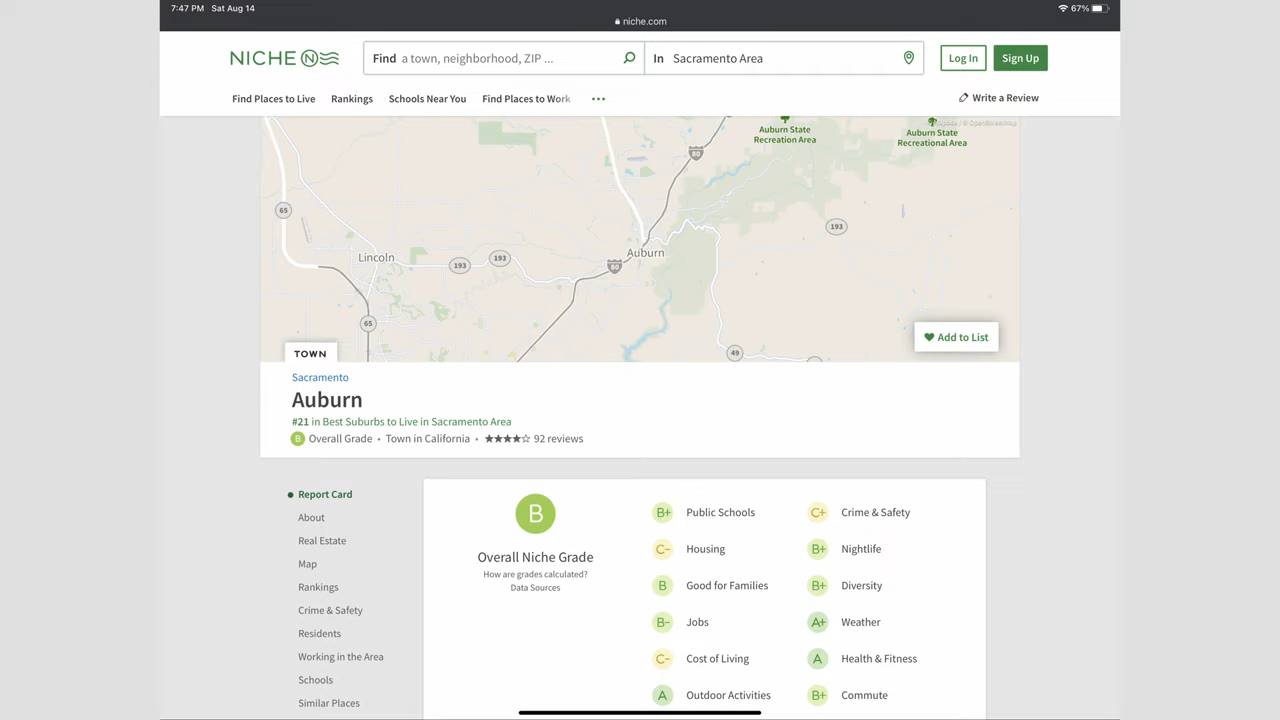 7:47 PM Sat Aug 14
67%
niche.com
NICHE N
Find a town, neighborhood, ZIP ...
In Sacramento Area
Log In
Sign Up
Find Places to Live
Rankings
Schools Near You
Find Places to Work
...
Write a Review
Auburn State
Recreation Area
Auburn State
Recreational Area
80
65
193
Lincoln
193
193
Auburn
80
65
49
Add to List
TOWN
Sacramento
Auburn
#21 in Best Suburbs to Live in Sacramento Area
B Overall Grade • Town in California • ★★★★☆ 92 reviews
Report Card
About
Real Estate
Map
Rankings
Crime & Safety
Residents
Working in the Area
Schools
Similar Places
B
Overall Niche Grade
How are grades calculated?
Data Sources
B+ Public Schools
C- Housing
B Good for Families
B- Jobs
C- Cost of Living
A Outdoor Activities
C+ Crime & Safety
B+ Nightlife
B+ Diversity
A+ Weather
A Health & Fitness
B+ Commute